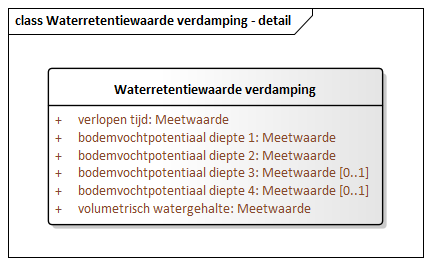 class Waterretentiewaarde verdamping - detail
Waterretentiewaarde verdamping
+ verlopen tijd: Meetwaarde
+ bodemvochtpotentiaal diepte 1: Meetwaarde
+ bodemvochtpotentiaal diepte 2: Meetwaarde
+ bodemvochtpotentiaal diepte 3: Meetwaarde [0..1]
+ bodemvochtpotentiaal diepte 4: Meetwaarde [0..1]
+ volumetrisch watergehalte: Meetwaarde